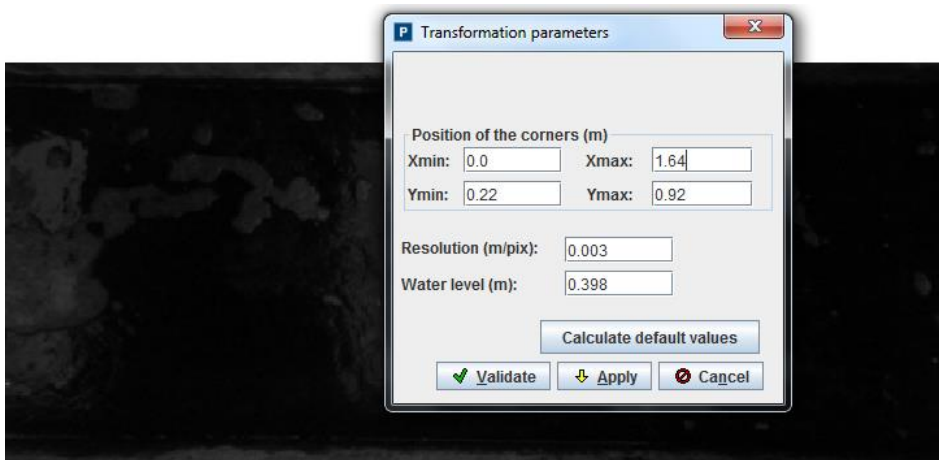 P Transformation parameters
Position of the corners (m)
Xmin: 0.0 Xmax: 1.64
Ymin: 0.22 Ymax: 0.92
Resolution (m/pix): 0.003
Water level (m): 0.398
Calculate default values
Validate Apply Cancel